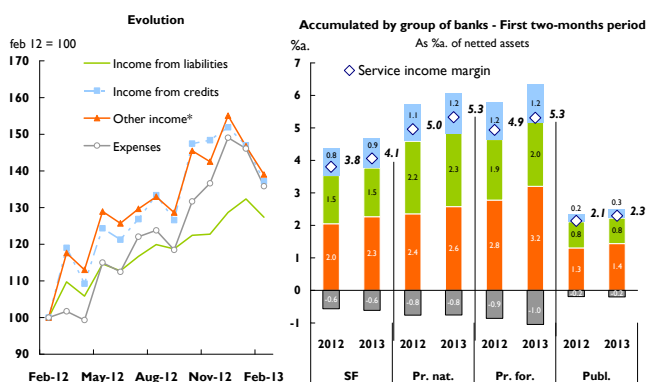 Evolution
feb 12 = 100
170
160
150
140
130
120
110
100
90
Income from liabilities
Income from credits
Other income*
Expenses
Feb-12 May-12 Aug-12 Nov-12 Feb-13
Accumulated by group of banks - First two-months period
As %a. of netted assets
%a.
7
6
5
4
3
2
1
0
-1
Service income margin
0.8 0.9 1.1 1.2 1.2 1.2 0.2 0.3
3.8 4.1 5.0 5.3 4.9 5.3 2.1 2.3
1.5 1.5 2.2 2.3 1.9 2.0 0.8 0.8
2.0 2.3 2.4 2.6 2.8 3.2 1.3 1.4
-0.6 -0.6 -0.8 -0.8 -0.9 -1.0 -0.2 -0.2
2012 2013 2012 2013 2012 2013 2012 2013
SF Pr. nat. Pr. for. Publ.